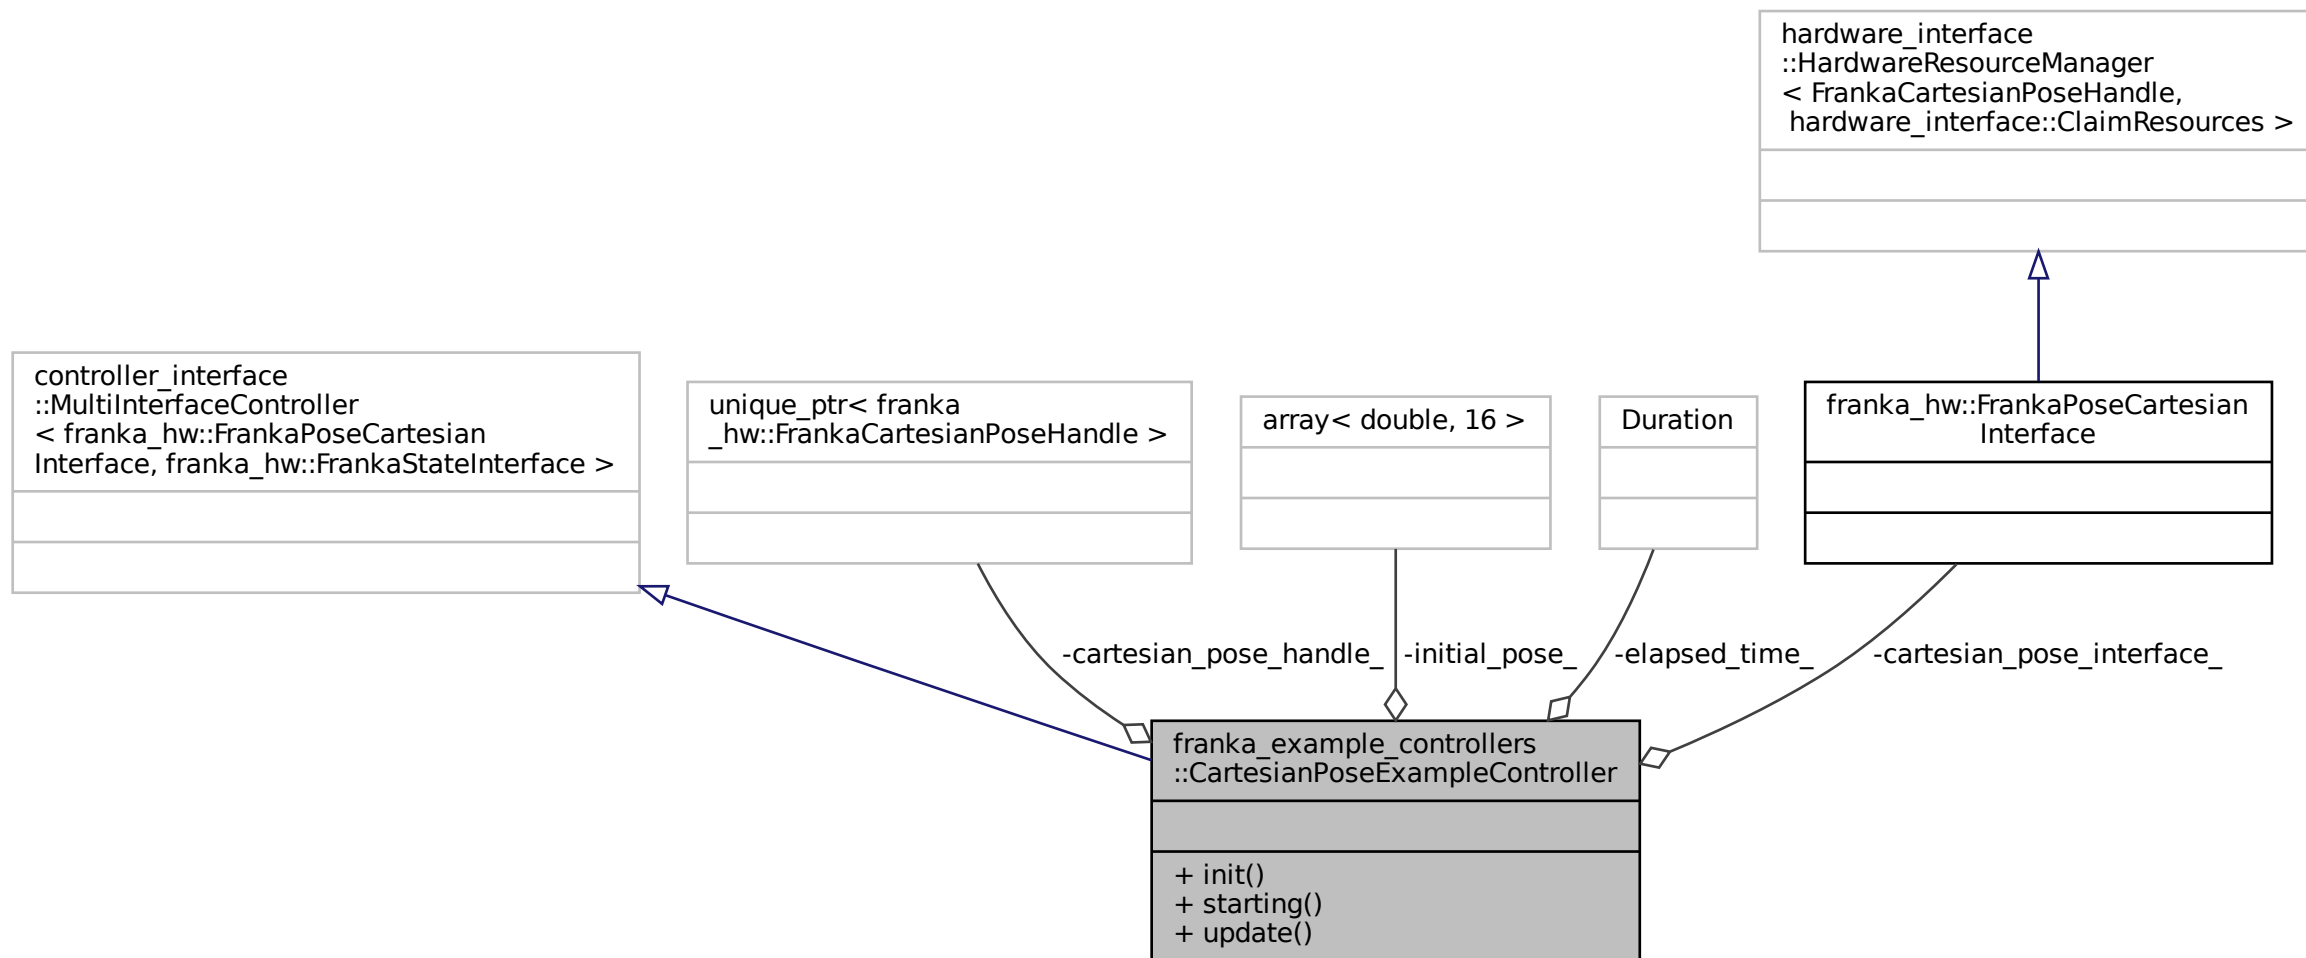 hardware_interface
::HardwareResourceManager
< FrankaCartesianPoseHandle,
hardware_interface::ClaimResources >
controller_interface
::MultiInterfaceController
< franka_hw::FrankaPoseCartesian
Interface, franka_hw::FrankaStateInterface >
unique_ptr< franka
_hw::FrankaCartesianPoseHandle >
array< double, 16 >
Duration
franka_hw::FrankaPoseCartesian
Interface
-cartesian_pose_handle_
-initial_pose_
-elapsed_time_
-cartesian_pose_interface_
franka_example_controllers
::CartesianPoseExampleController
+ init()
+ starting()
+ update()